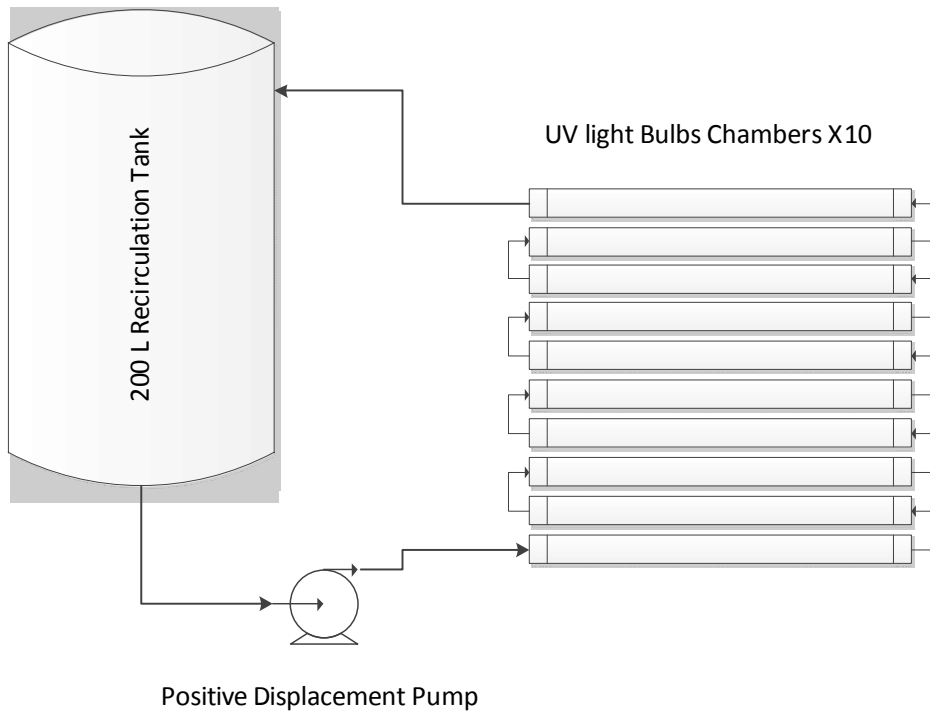 200 L Recirculation Tank
UV light Bulbs Chambers X10
Positive Displacement Pump